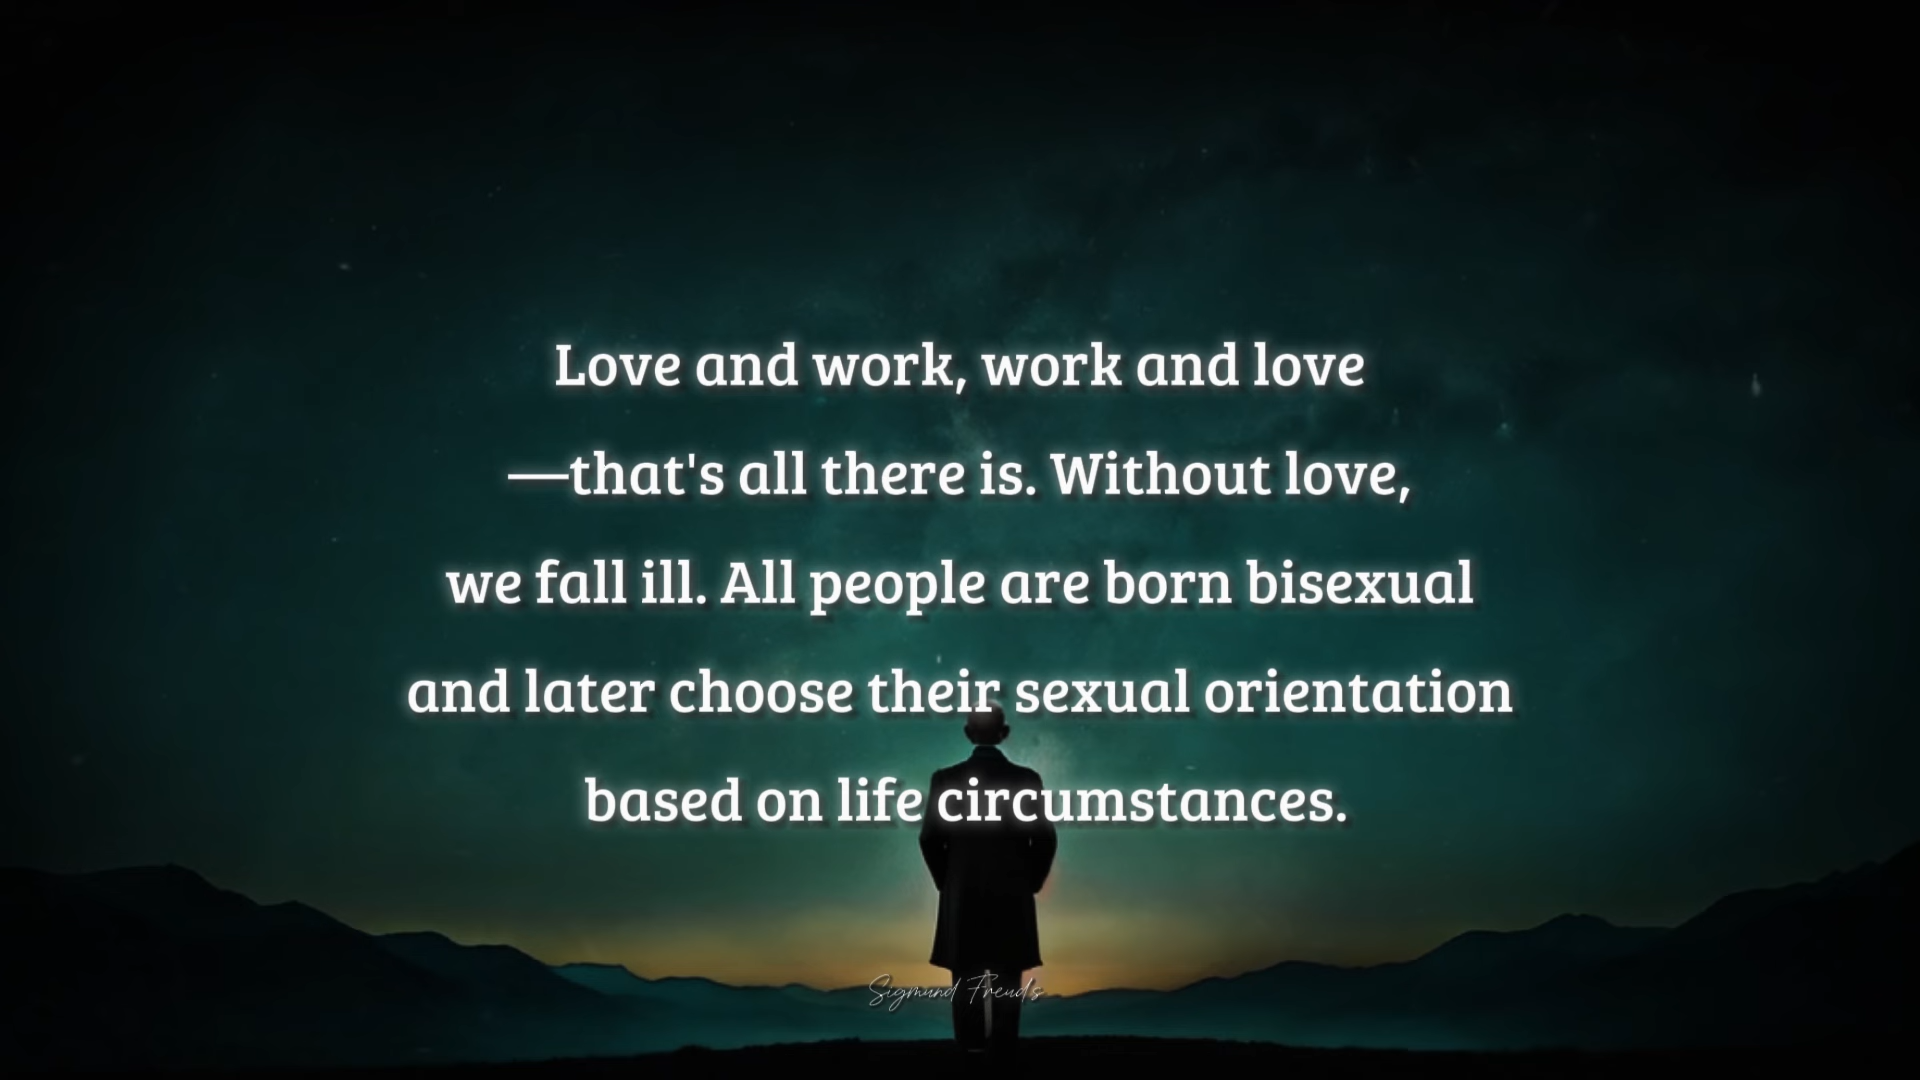 Love and work, work and love
—that's all there is. Without love,
we fall ill. All people are born bisexual
and later choose their sexual orientation
based on life circumstances.
Sigmund Freud's